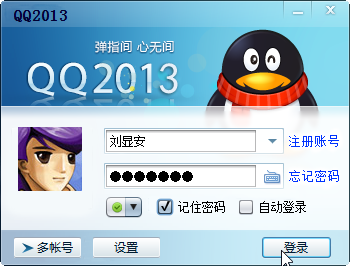 QQ2013
弹指间 心无间
QQ2013
刘显安
注册账号
●●●●●●●
忘记密码
记住密码
自动登录
多帐号
设置
登录